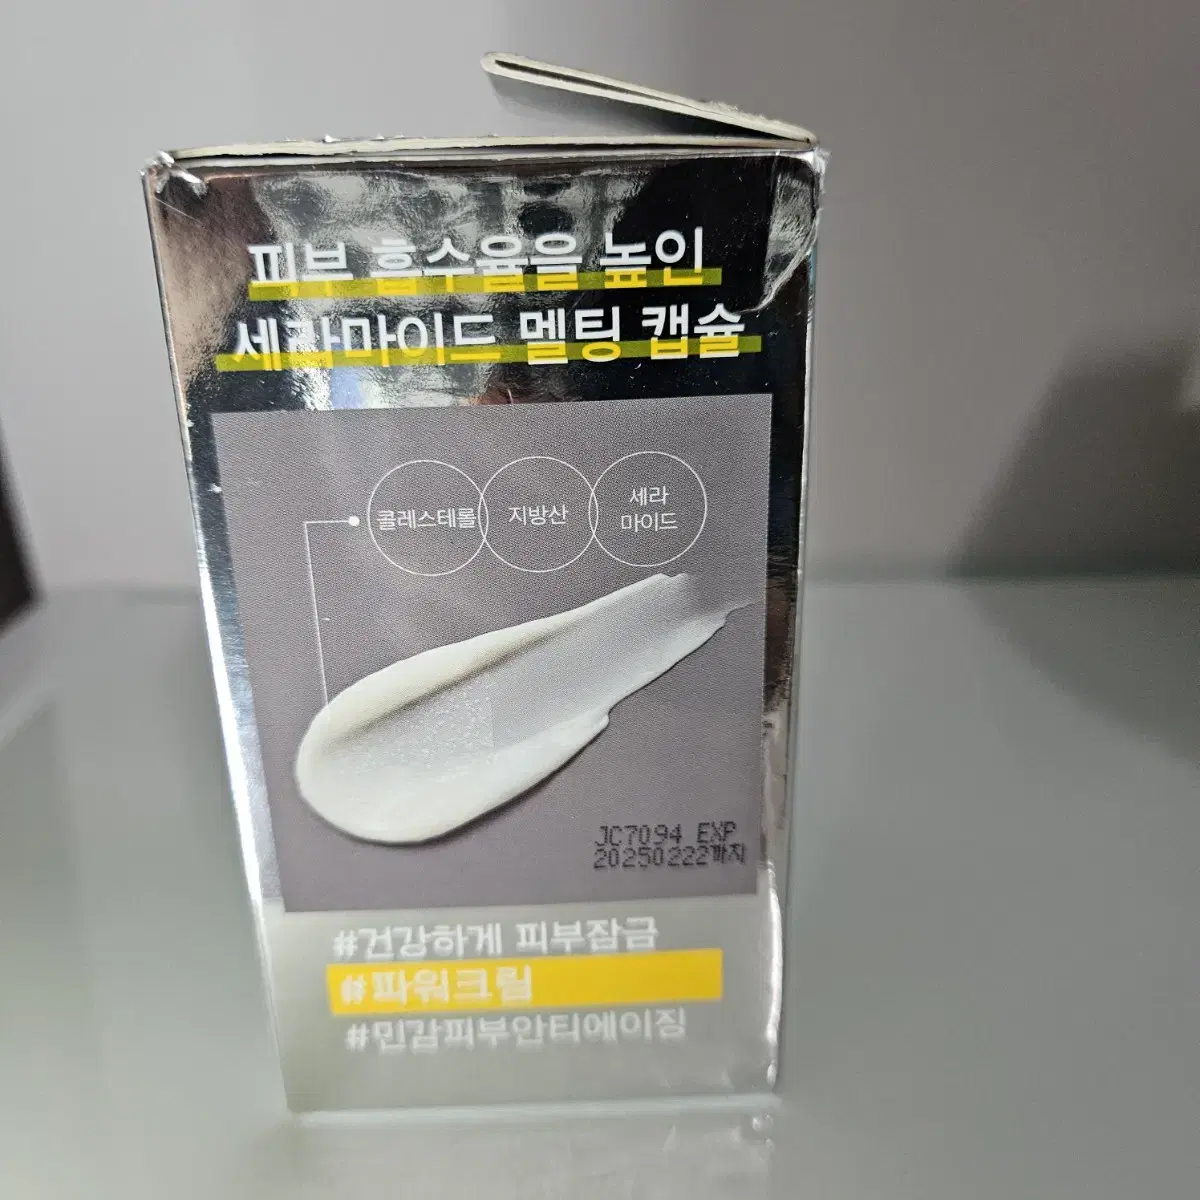 피부 흡수율을 높인
세라마이드 멜팅 캡슐
콜레스테롤
지방산
세라
마이드
JC7094 EXP
20250222까지
#건강하게 피부잠금
#파워크림
#민감피부안티에이징